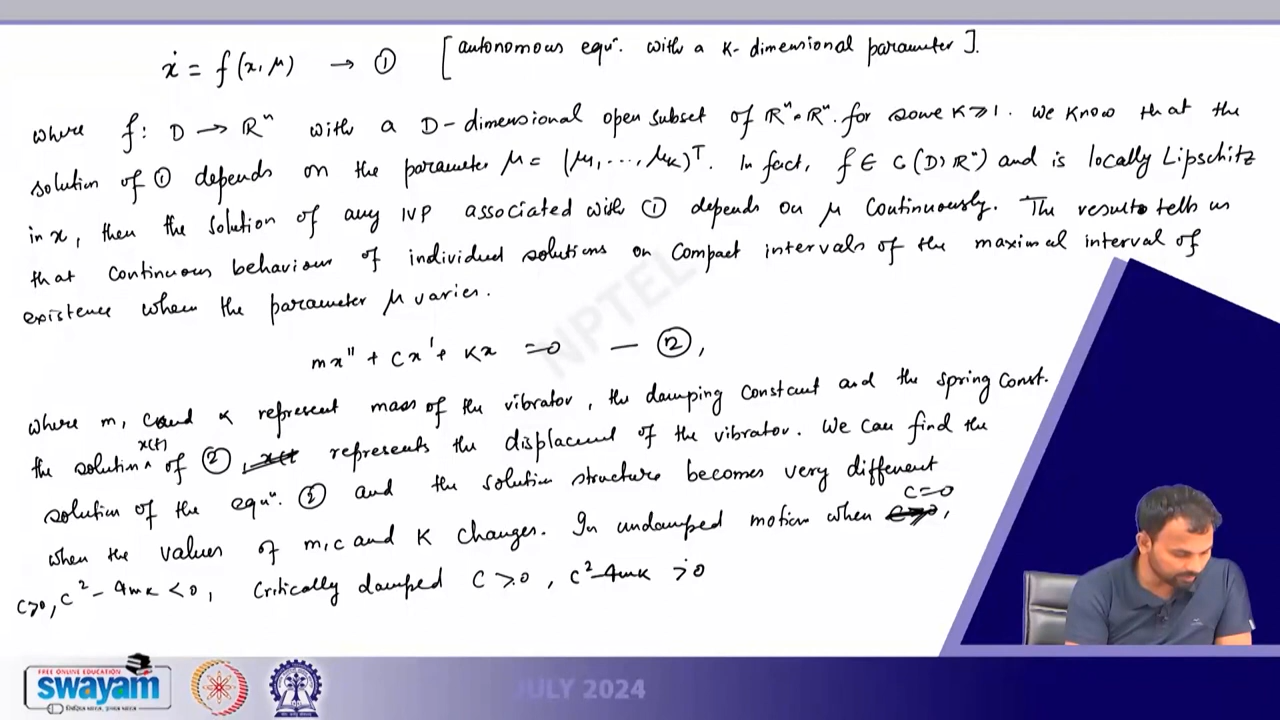 ẋ = f(x, μ) → ① [autonomous equⁿ. with a K-dimensional parameter].
where f: D → ℝⁿ with a D-dimensional open subset of ℝⁿ × ℝⁿ. for some K ≥ 1. We know that the
solution of ① depends on the parameter μ = (μ₁, ..., μₖ)ᵀ. In fact, f ∈ C(D, ℝⁿ) and is locally Lipschitz
in x, then the solution of any IVP associated with ① depends on μ continuously. The results tells us
that continuous behaviour of individual solutions on compact intervals of the maximal interval of
existence when the parameter μ varies.
mx'' + cx' + Kx = 0 — ②,
where m, c and K represent mass of the vibrator, the damping constant and the spring const.
the solution x(t) of ② represents the displacement of the vibrator. We can find the
solution of the equⁿ. ② and the solution structure becomes very different
when the values of m, c and K changes. In undamped motion when c=0,
c>0, c² - 4mK < 0, Critically damped c > 0, c² - 4mK > 0
NPTEL
FREE ONLINE EDUCATION
swayam
JULY 2024